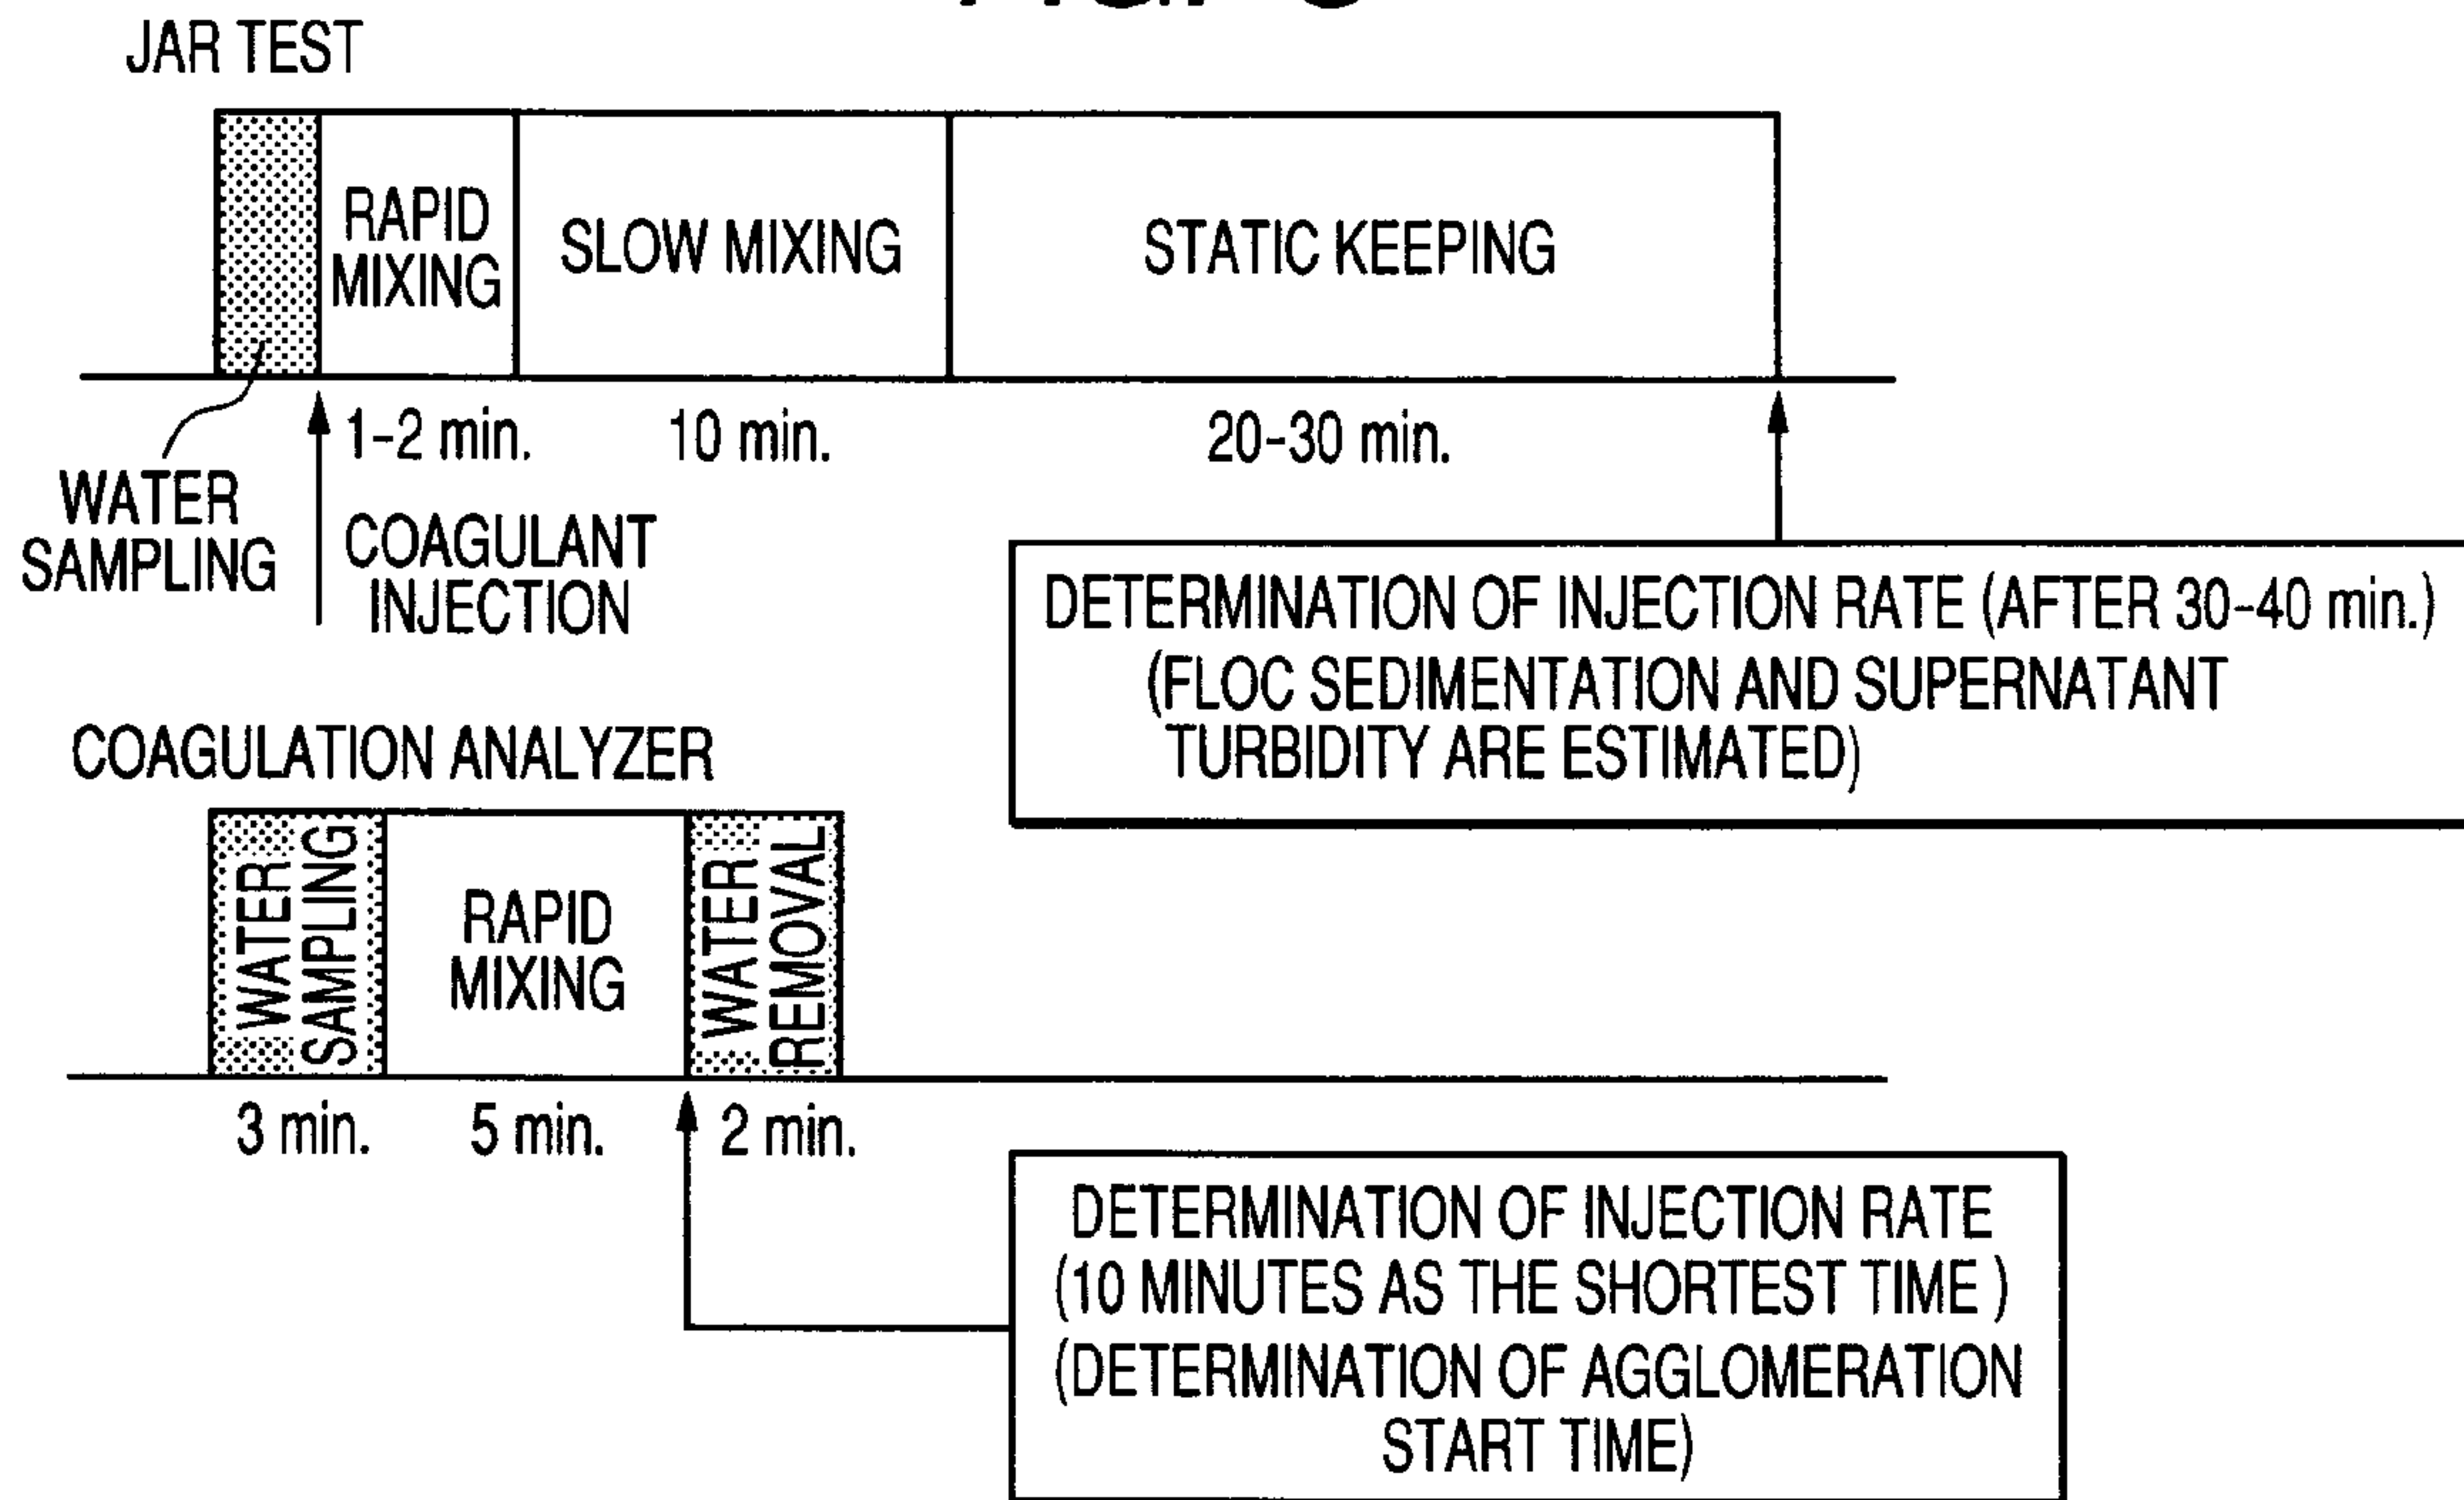 JAR TEST
RAPID
MIXING
SLOW MIXING
STATIC KEEPING
1-2 min.
10 min.
20-30 min.
WATER
SAMPLING
COAGULANT
INJECTION
DETERMINATION OF INJECTION RATE (AFTER 30-40 min.)
(FLOC SEDIMENTATION AND SUPERNATANT
TURBIDITY ARE ESTIMATED)
COAGULATION ANALYZER
WATER
SAMPLING
RAPID
MIXING
WATER
REMOVAL
3 min.
5 min.
2 min.
DETERMINATION OF INJECTION RATE
(10 MINUTES AS THE SHORTEST TIME )
(DETERMINATION OF AGGLOMERATION
START TIME)